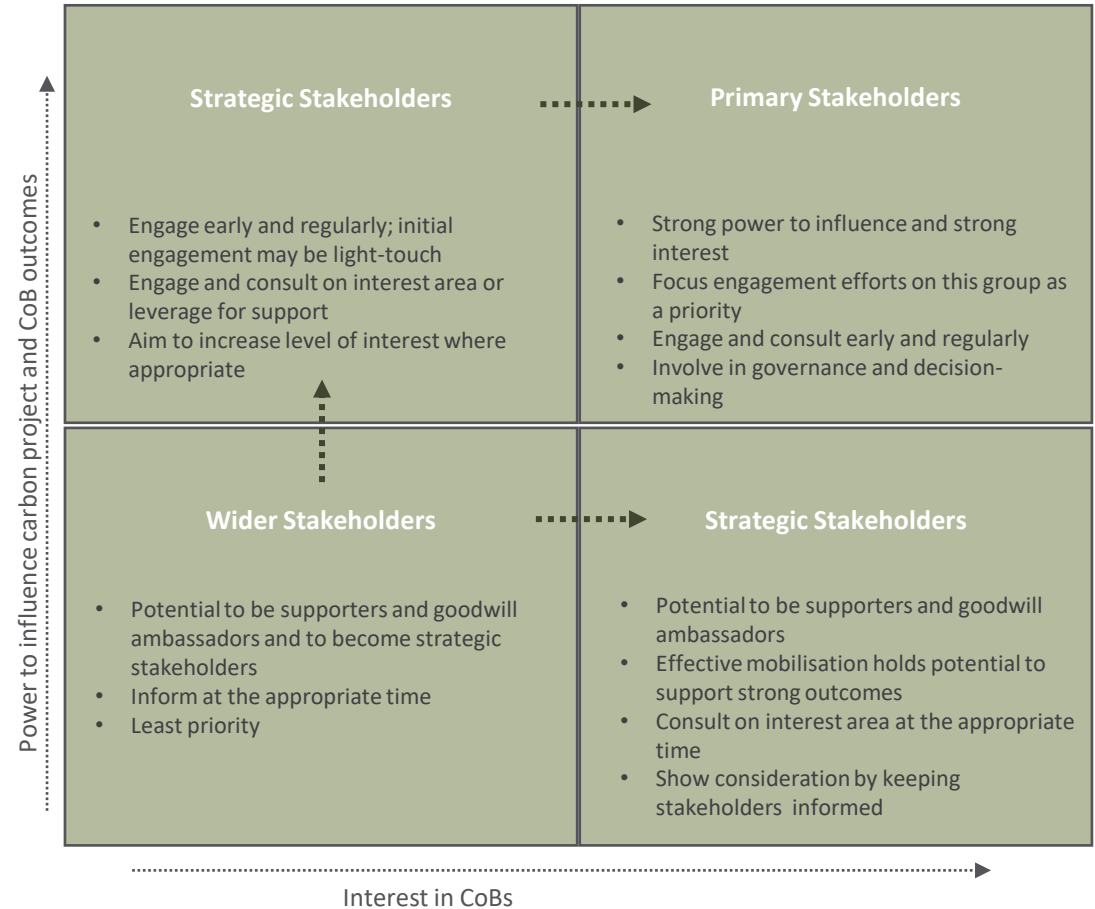 Power to influence carbon project and CoB outcomes
Strategic Stakeholders
• Engage early and regularly; initial
engagement may be light-touch
• Engage and consult on interest area or
leverage for support
• Aim to increase level of interest where
appropriate
Primary Stakeholders
• Strong power to influence and strong
interest
• Focus engagement efforts on this group as
a priority
• Engage and consult early and regularly
• Involve in governance and decision-
making
Wider Stakeholders
• Potential to be supporters and goodwill
ambassadors and to become strategic
stakeholders
• Inform at the appropriate time
• Least priority
Strategic Stakeholders
• Potential to be supporters and goodwill
ambassadors
• Effective mobilisation holds potential to
support strong outcomes
• Consult on interest area at the appropriate
time
• Show consideration by keeping
stakeholders informed
Interest in CoBs